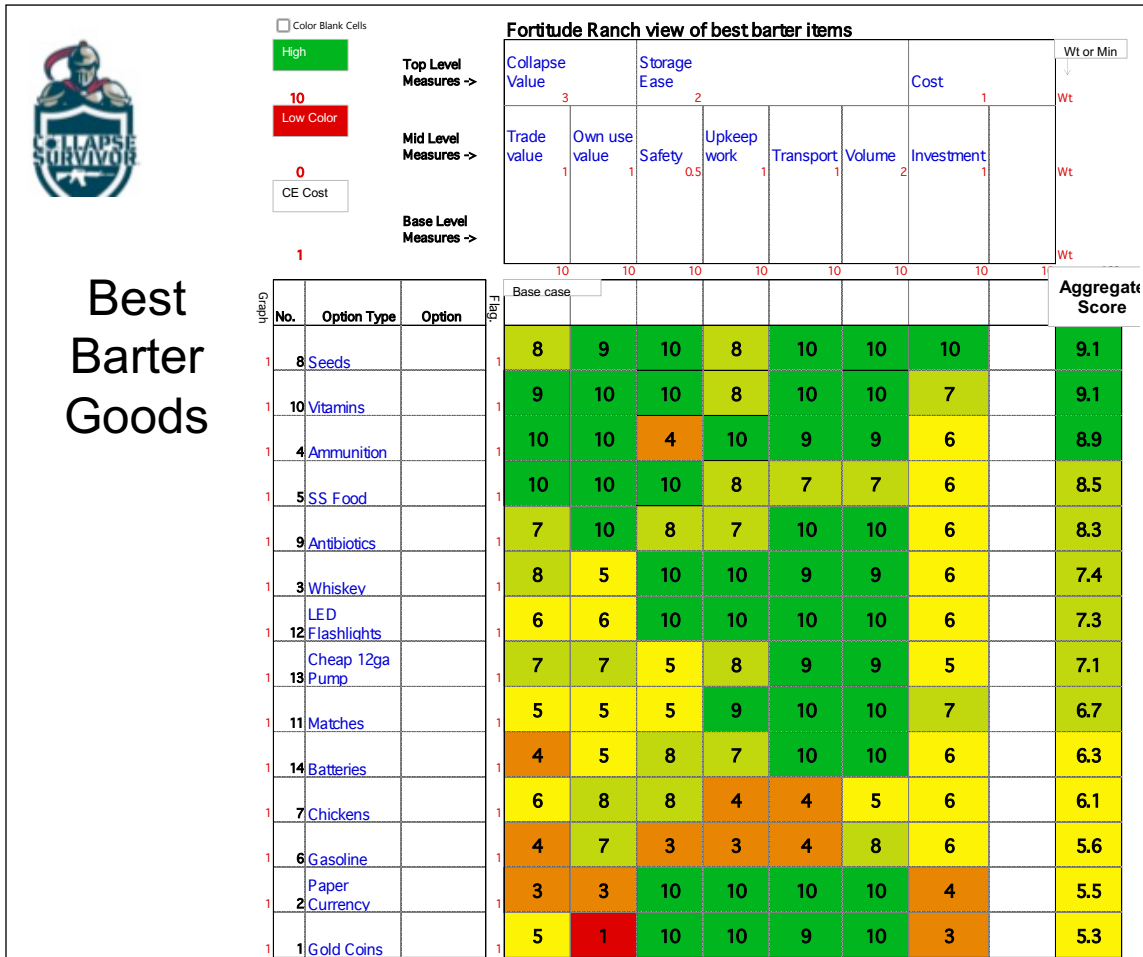 Color Blank Cells
High
10
Low Color
0
CE Cost
1
COLLAPSE
SURVIVOR
Best
Barter
Goods
Fortitude Ranch view of best barter items
Wt or Min
Top Level
Measures ->
Collapse
Value
3
Storage
Ease
2
Cost
1
Wt
Mid Level
Measures ->
Trade
value
1
Own use
value
1
Safety
0.5
Upkeep
work
1
Transport
1
Volume
2
Investment
1
Wt
Base Level
Measures ->
Wt
10 10 10 10 10 10 10
Graph No. Option Type Option Flag. Base case Aggregate
Score
1 8 Seeds 1 8 9 10 8 10 10 10 9.1
1 10 Vitamins 1 9 10 10 8 10 10 7 9.1
1 4 Ammunition 1 10 10 4 10 9 9 6 8.9
1 5 SS Food 1 10 10 10 8 7 7 6 8.5
1 9 Antibiotics 1 7 10 8 7 10 10 6 8.3
1 3 Whiskey 1 8 5 10 10 9 9 6 7.4
LED
1 12 Flashlights 1 6 6 10 10 10 10 6 7.3
Cheap 12ga
1 13 Pump 1 7 7 5 8 9 9 5 7.1
1 11 Matches 1 5 5 5 9 10 10 7 6.7
1 14 Batteries 1 4 5 8 7 10 10 6 6.3
1 7 Chickens 1 6 8 8 4 4 5 6 6.1
1 6 Gasoline 1 4 7 3 3 4 8 6 5.6
Paper
1 2 Currency 1 3 3 10 10 10 10 4 5.5
1 1 Gold Coins 1 5 1 10 10 9 10 3 5.3